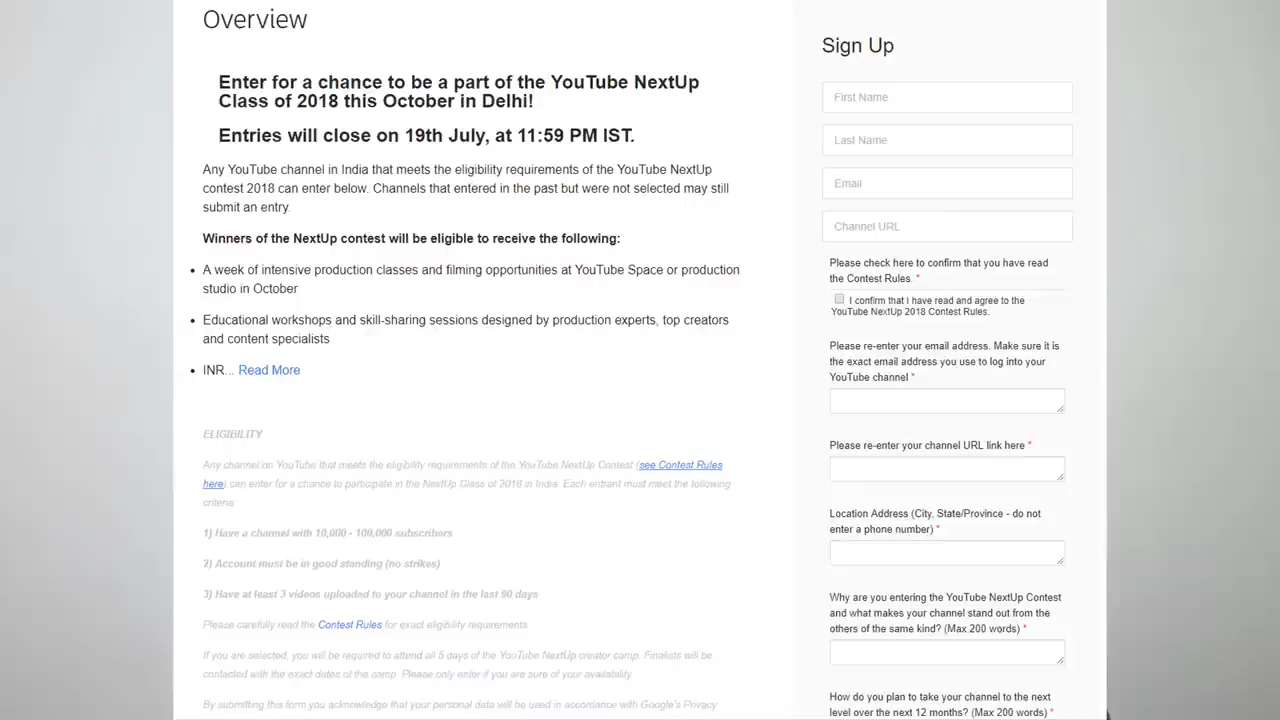 Overview
Enter for a chance to be a part of the YouTube NextUp
Class of 2018 this October in Delhi!
Entries will close on 19th July, at 11:59 PM IST.
Any YouTube channel in India that meets the eligibility requirements of the YouTube NextUp
contest 2018 can enter below. Channels that entered in the past but were not selected may still
submit an entry.
Winners of the NextUp contest will be eligible to receive the following:
• A week of intensive production classes and filming opportunities at YouTube Space or production
studio in October
• Educational workshops and skill-sharing sessions designed by production experts, top creators
and content specialists
• INR... Read More
ELIGIBILITY
Any channel on YouTube that meets the eligibility requirements of the YouTube NextUp Contest (see Contest Rules
here) can enter for a chance to participate in the NextUp Class of 2018 in India. Each entrant must meet the following
criteria:
1) Have a channel with 10,000 - 100,000 subscribers
2) Account must be in good standing (no strikes)
3) Have at least 3 videos uploaded to your channel in the last 90 days
Please carefully read the Contest Rules for exact eligibility requirements.
If you are selected, you will be required to attend all 5 days of the YouTube NextUp creator camp. Finalists will be
contacted with the exact dates of the camp. Please only enter if you are sure of your availability.
By submitting this form you acknowledge that your personal data will be used in accordance with Google's Privacy
Sign Up
First Name
Last Name
Email
Channel URL
Please check here to confirm that you have read
the Contest Rules. *
I confirm that I have read and agree to the
YouTube NextUp 2018 Contest Rules.
Please re-enter your email address. Make sure it is
the exact email address you use to log into your
YouTube channel *
Please re-enter your channel URL link here *
Location Address (City, State/Province - do not
enter a phone number) *
Why are you entering the YouTube NextUp Contest
and what makes your channel stand out from the
others of the same kind? (Max 200 words) *
How do you plan to take your channel to the next
level over the next 12 months? (Max 200 words) *